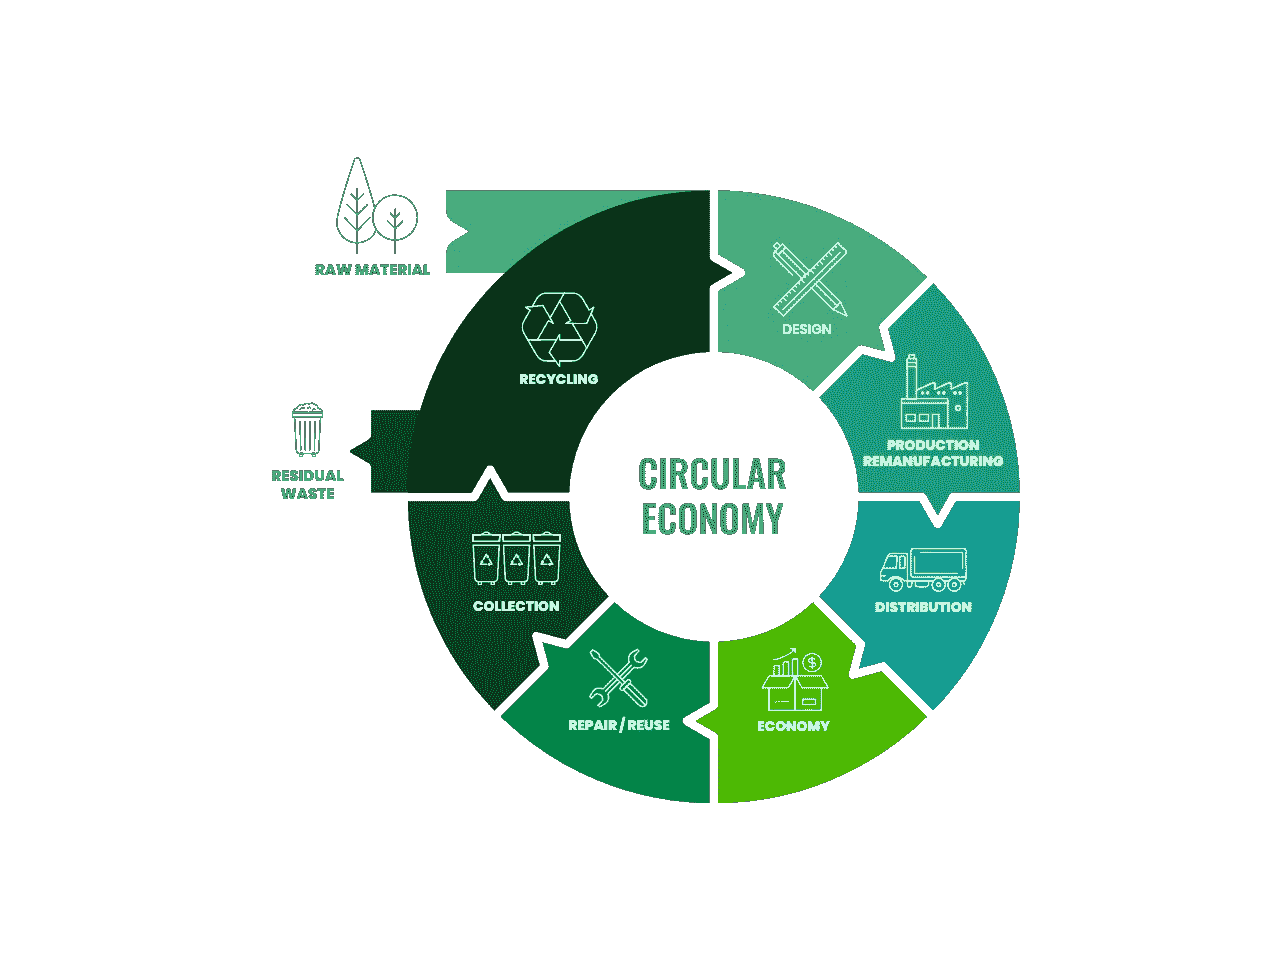 RAW MATERIAL
DESIGN
RECYCLING
PRODUCTION
REMANUFACTURING
RESIDUAL
WASTE
CIRCULAR
ECONOMY
COLLECTION
DISTRIBUTION
REPAIR / REUSE
ECONOMY
$